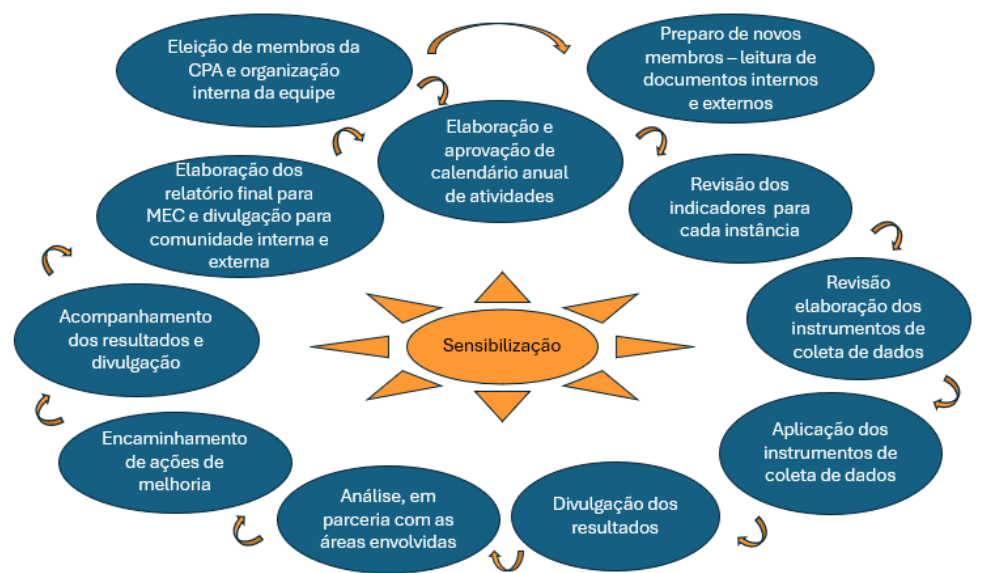 Eleição de membros da
CPA e organização
interna da equipe
Preparo de novos
membros – leitura de
documentos internos
e externos
Elaboração e
aprovação de
calendário anual
de atividades
Revisão dos
indicadores para
cada instância
Revisão
elaboração dos
instrumentos de
coleta de dados
Aplicação dos
instrumentos de
coleta de dados
Divulgação dos
resultados
Análise, em
parceria com as
áreas envolvidas
Encaminhamento
de ações de
melhoria
Acompanhamento
dos resultados e
divulgação
Elaboração dos
relatório final para
MEC e divulgação para
comunidade interna e
externa
Sensibilização